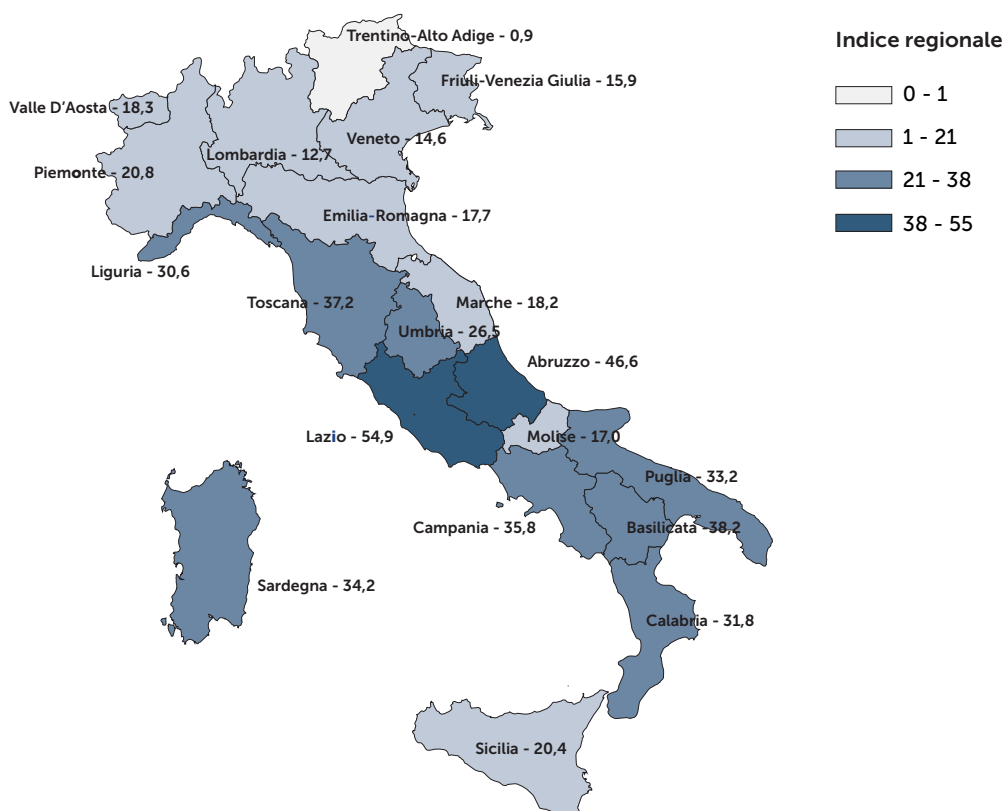 Trentino-Alto Adige - 0,9
Indice regionale
Friuli-Venezia Giulia - 15,9
0 - 1
Valle D'Aosta - 18,3
Veneto - 14,6
1 - 21
Lombardia - 12,7
Piemonte - 20,8
21 - 38
Emilia-Romagna - 17,7
38 - 55
Liguria - 30,6
Toscana - 37,2
Marche - 18,2
Umbria - 26,5
Abruzzo - 46,6
Lazio - 54,9
Molise - 17,0
Puglia - 33,2
Campania - 35,8
Basilicata -38,2
Sardegna - 34,2
Calabria - 31,8
Sicilia - 20,4